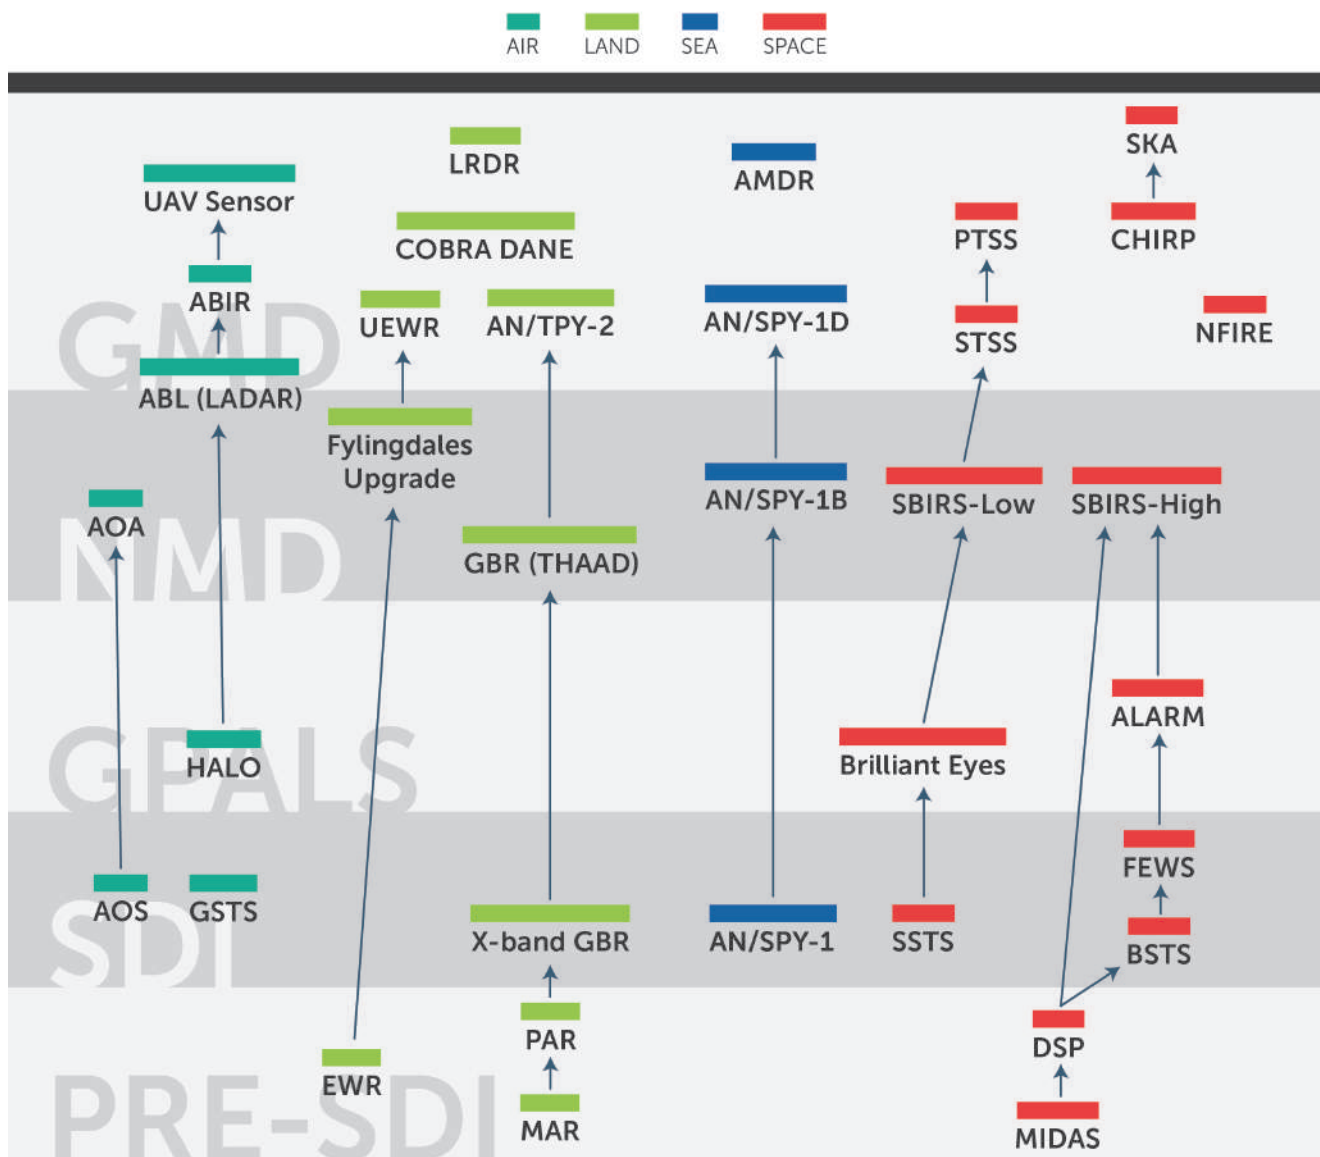 AIR LAND SEA SPACE
SKA
LRDR
AMDR
UAV Sensor
COBRA DANE
PTSS
CHIRP
ABIR
UEWR
AN/TPY-2
AN/SPY-1D
STSS
NFIRE
GMD
ABL (LADAR)
Fylingdales
Upgrade
AN/SPY-1B
SBIRS-Low
SBIRS-High
AOA
GBR (THAAD)
NMD
ALARM
HALO
Brilliant Eyes
GPALS
FEWS
AOS
GSTS
X-band GBR
AN/SPY-1
SSTS
BSTS
SDI
PAR
DSP
EWR
MAR
MIDAS
PRE-SDI